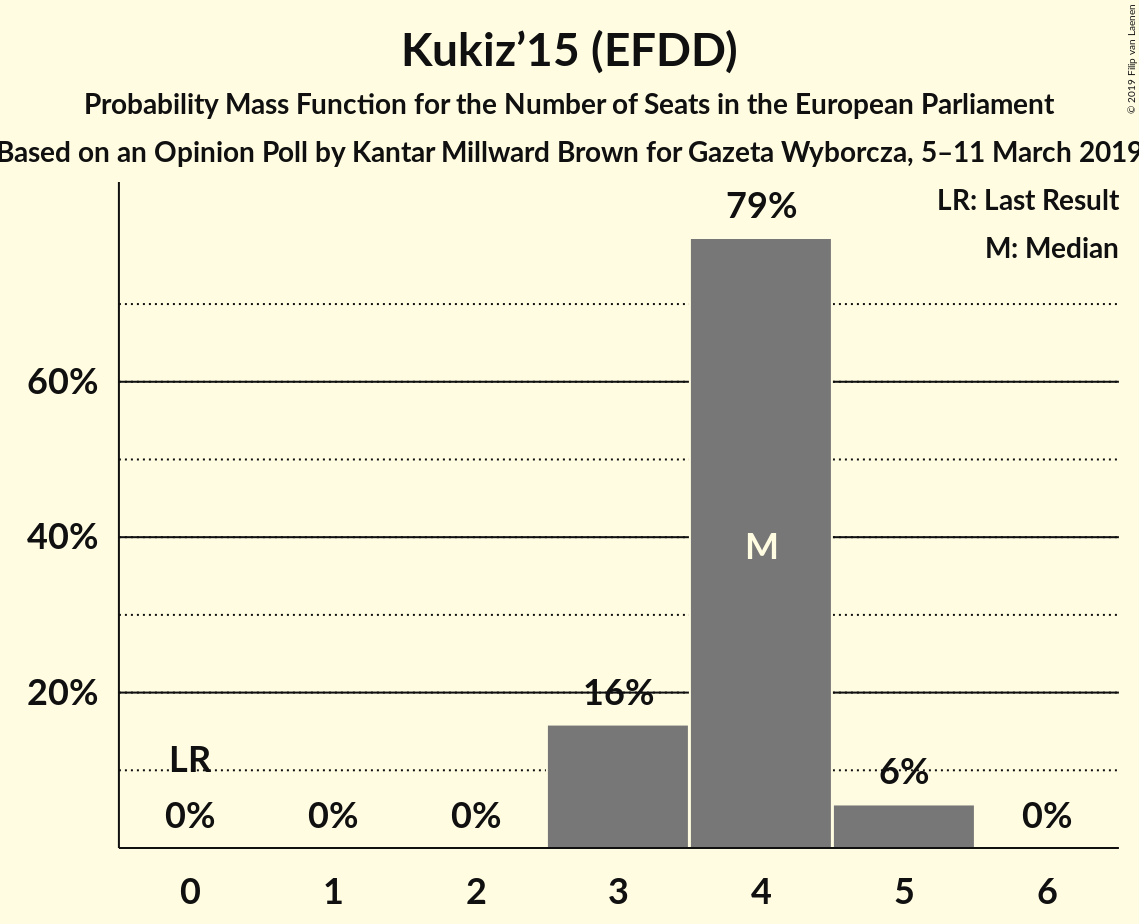 Kukiz’15 (EFDD)
Probability Mass Function for the Number of Seats in the European Parliament
Based on an Opinion Poll by Kantar Millward Brown for Gazeta Wyborcza, 5–11 March 2019
© 2019 Filip van Laenen
LR: Last Result
M: Median
79%
60%
40%
M
20%
16%
LR
6%
0%
0%
0%
0%
0 1 2 3 4 5 6